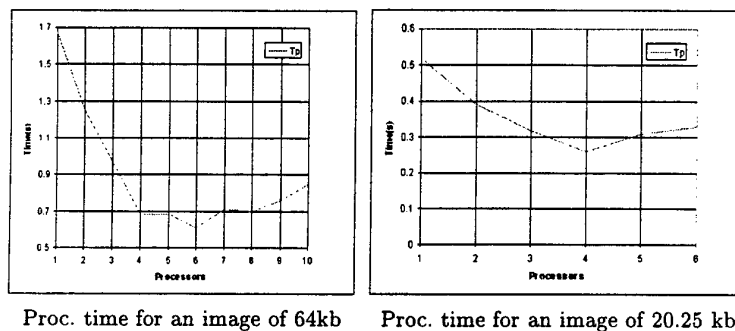 1.7
1.5
1.3
1.1
0.9
0.7
0.5
Time(s)
Tp
1 2 3 4 5 6 7 8 9 10
Processors
Proc. time for an image of 64kb
0.6
0.5
0.4
0.3
0.2
0.1
0
Time(s)
Tp
1 2 3 4 5 6
Processors
Proc. time for an image of 20.25 kb